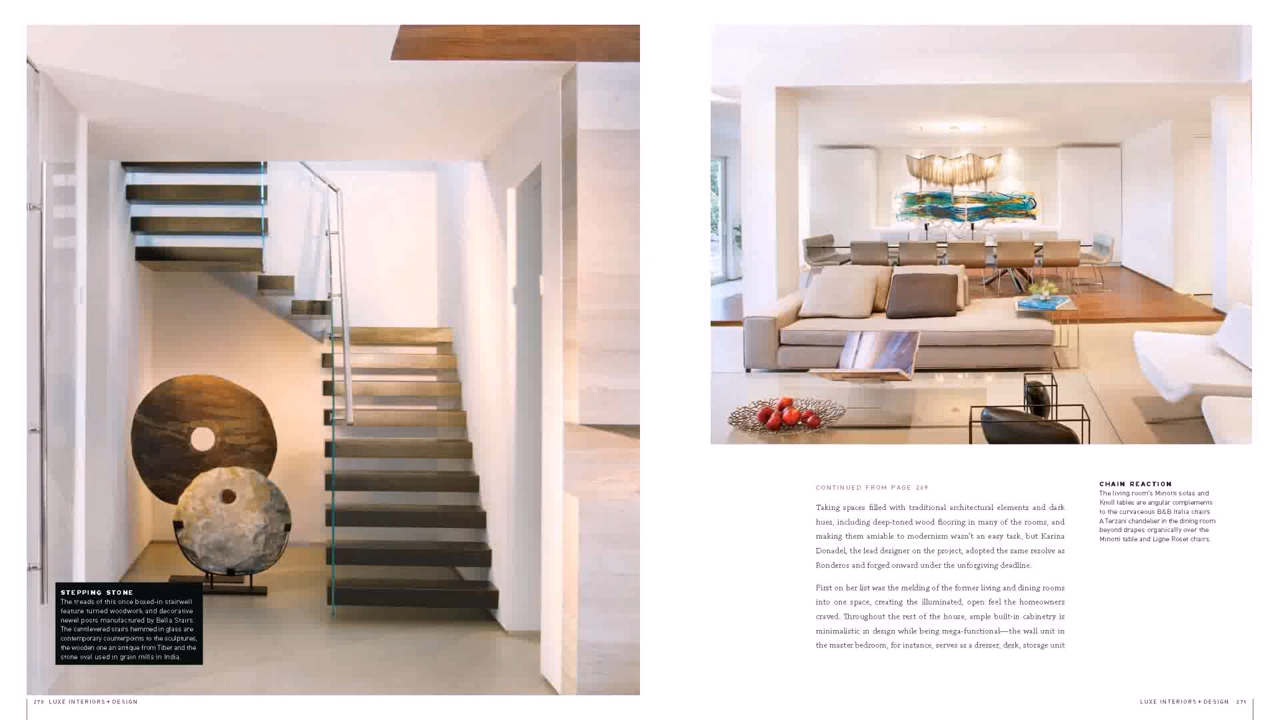 STEPPING STONE
The treads of this once boxed-in stairwell
feature turned woodwork and decorative
newel posts manufactured by Bella Stairs.
The cantilevered stairs hemmed in glass are
contemporary counterpoints to the sculptures,
the wooden one an antique from Tibet and the
stone oval used in grain mills in India.
270 LUXE INTERIORS + DESIGN
CONTINUED FROM PAGE 269
Taking spaces filled with traditional architectural elements and dark
hues, including deep-toned wood flooring in many of the rooms, and
making them amiable to modernism wasn't an easy task, but Karina
Donadel, the lead designer on the project, adopted the same resolve as
Ronderos and forged onward under the unforgiving deadline.
First on her list was the melding of the former living and dining rooms
into one space, creating the illuminated, open feel the homeowners
craved. Throughout the rest of the house, ample built-in cabinetry is
minimalistic in design while being mega-functional—the wall unit in
the master bedroom, for instance, serves as a dresser, desk, storage unit
CHAIN REACTION
The living room's Minotti sofas and
Knoll tables are angular complements
to the curvaceous B&B Italia chairs.
A Terzani chandelier in the dining room
beyond drapes organically over the
Minotti table and Ligne Roset chairs.
LUXE INTERIORS + DESIGN 271